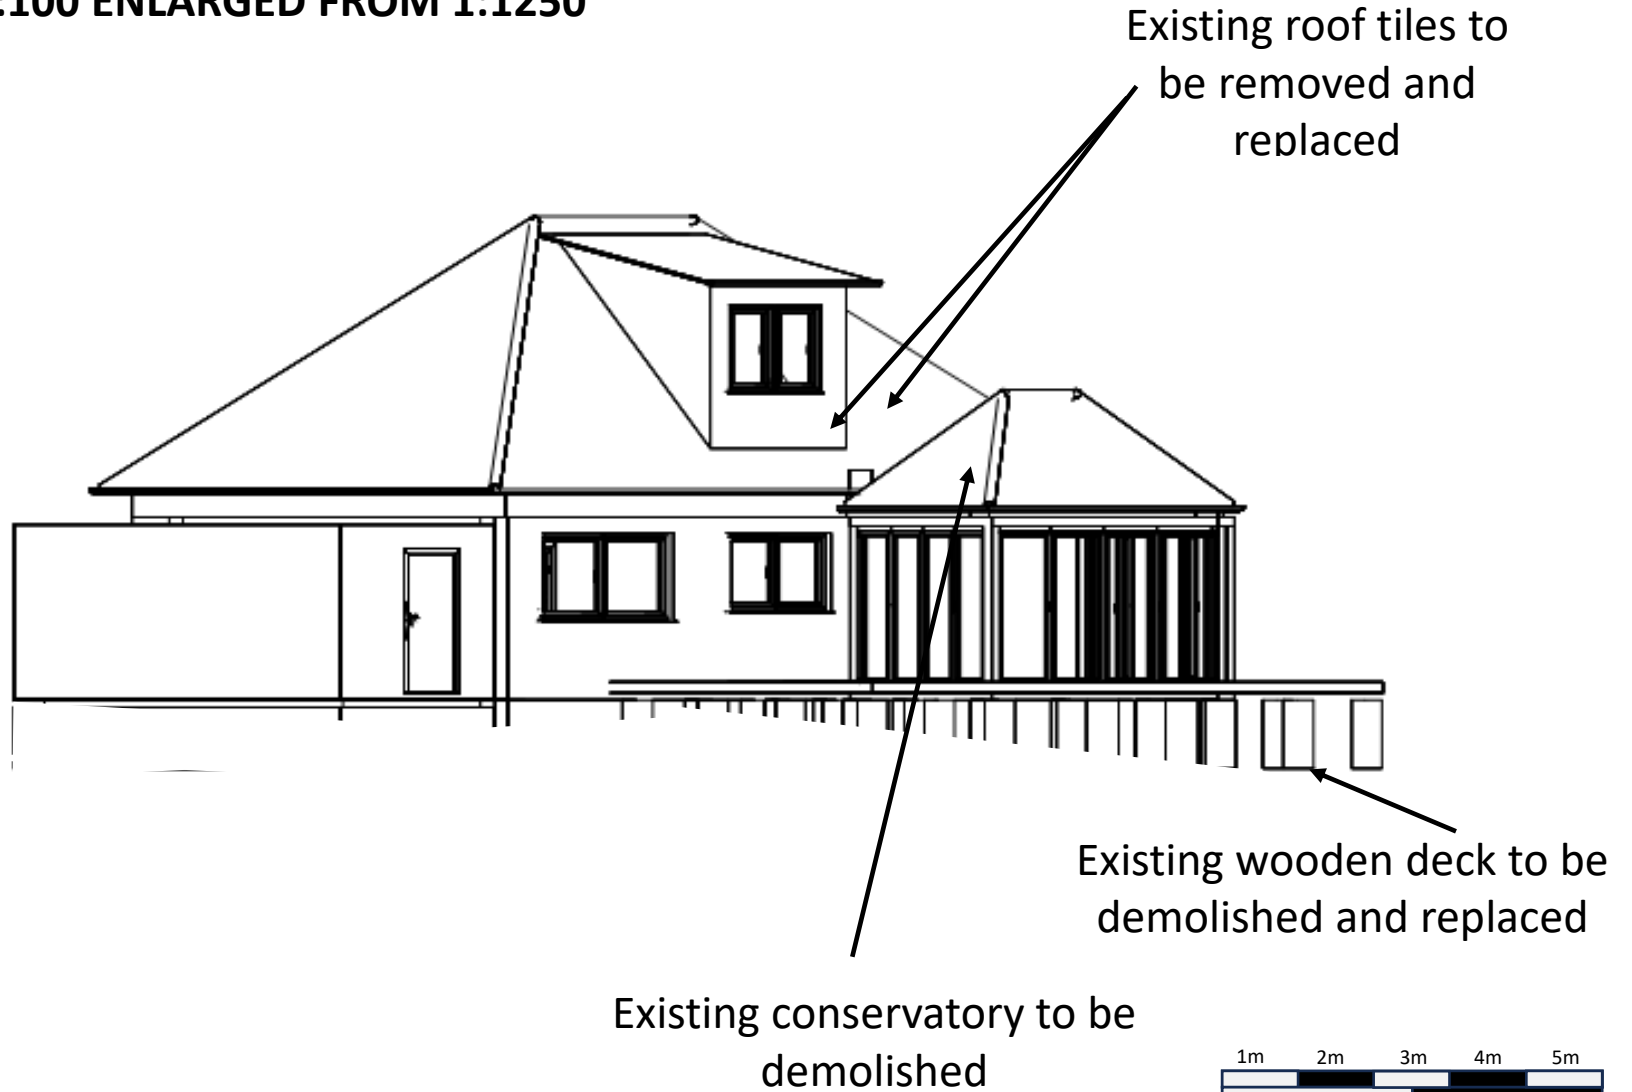 :100 ENLARGED FROM 1:1250
Existing roof tiles to
be removed and
replaced
Existing wooden deck to be
demolished and replaced
Existing conservatory to be
demolished
1m 2m 3m 4m 5m